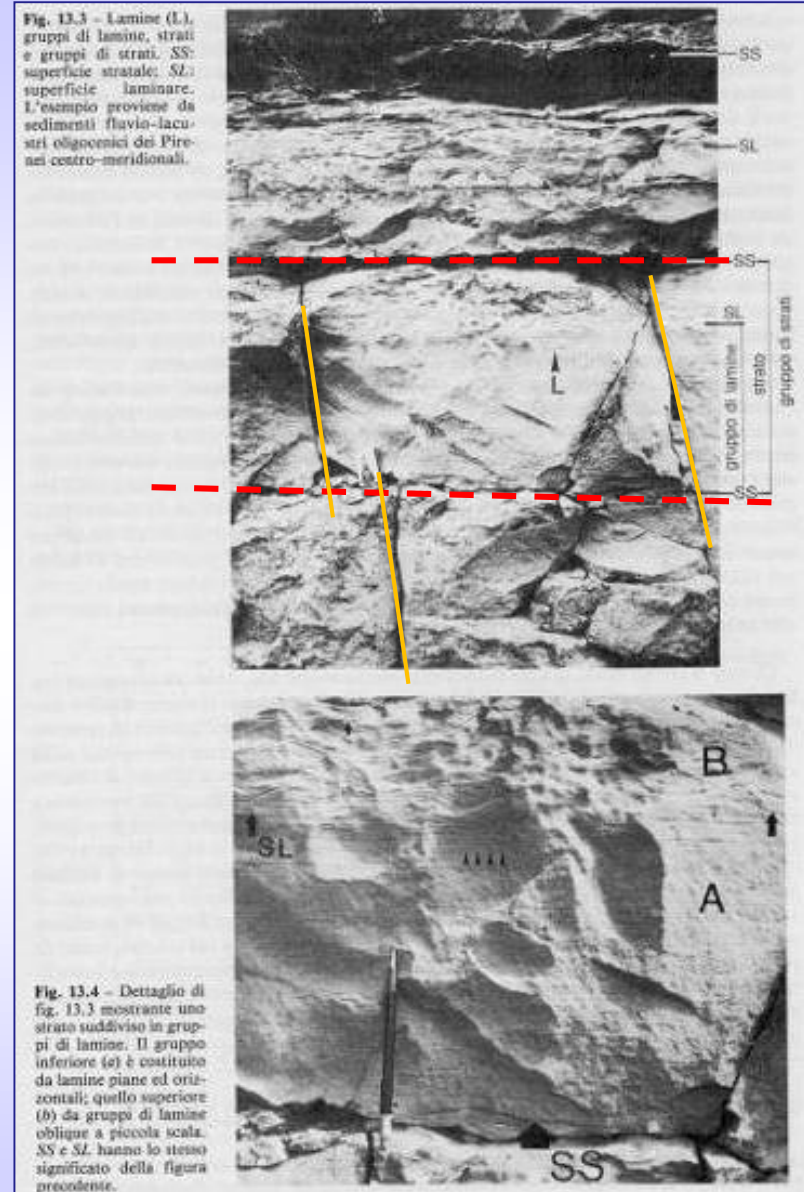 Fig. 13.3 – Lamine (L),
gruppi di lamine, strati
e gruppi di strati. SS:
superficie stratale; SL:
superficie laminare.
L'esempio proviene da
sedimenti fluvio-lacu-
stri oligocenici dei Pire-
nei centro-meridionali.
SS
SL
SS
SL
L
gruppo di lamine
strato
gruppo di strati
SS
B
SL
A
Fig. 13.4 – Dettaglio di
fig. 13.3 mostrante uno
strato suddiviso in grup-
pi di lamine. Il gruppo
inferiore (a) è costituito
da lamine piane ed oriz-
zontali; quello superiore
(b) da gruppi di lamine
oblique a piccola scala.
SS e SL hanno lo stesso
significato della figura
precedente.
SS